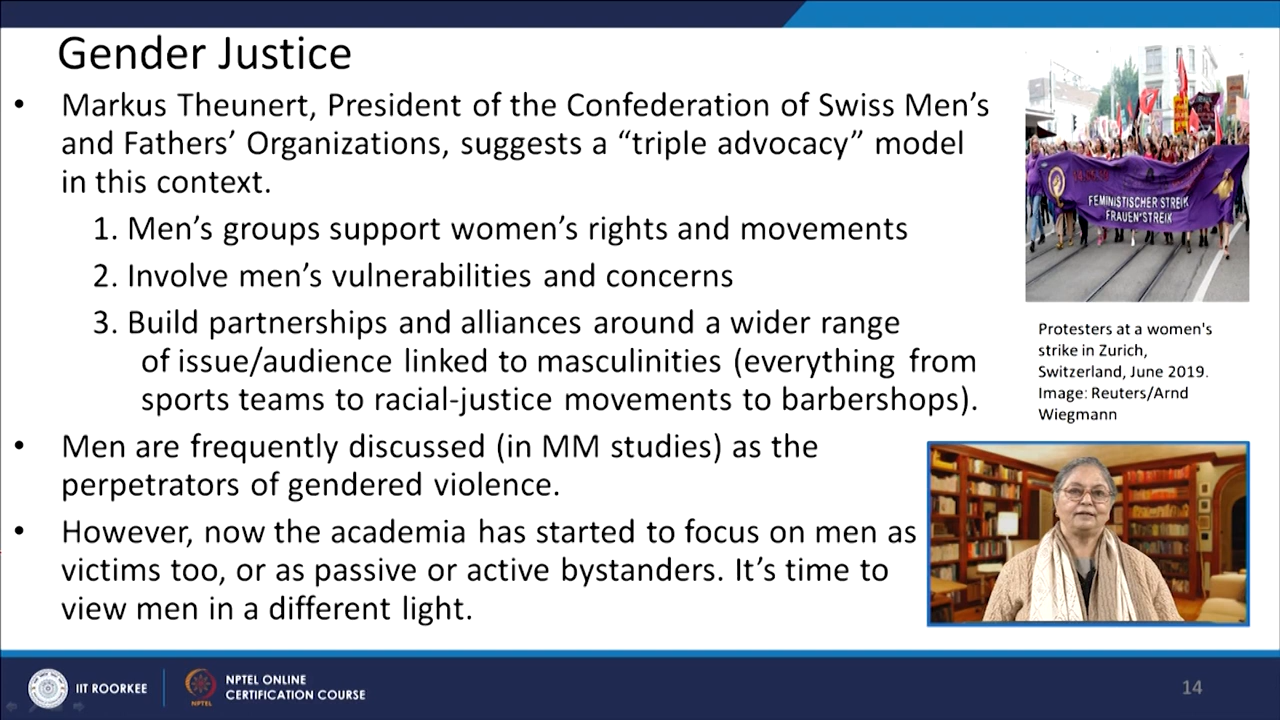 Gender Justice
• Markus Theunert, President of the Confederation of Swiss Men's
and Fathers' Organizations, suggests a “triple advocacy” model
in this context.
1. Men's groups support women's rights and movements
2. Involve men's vulnerabilities and concerns
3. Build partnerships and alliances around a wider range
of issue/audience linked to masculinities (everything from
sports teams to racial-justice movements to barbershops).
• Men are frequently discussed (in MM studies) as the
perpetrators of gendered violence.
• However, now the academia has started to focus on men as
victims too, or as passive or active bystanders. It's time to
view men in a different light.
FEMINISTISCHER STREIK
FRAUEN*STREIK
Protesters at a women's
strike in Zurich,
Switzerland, June 2019.
Image: Reuters/Arnd
Wiegmann
IIT ROORKEE
NPTEL
NPTEL ONLINE
CERTIFICATION COURSE
14